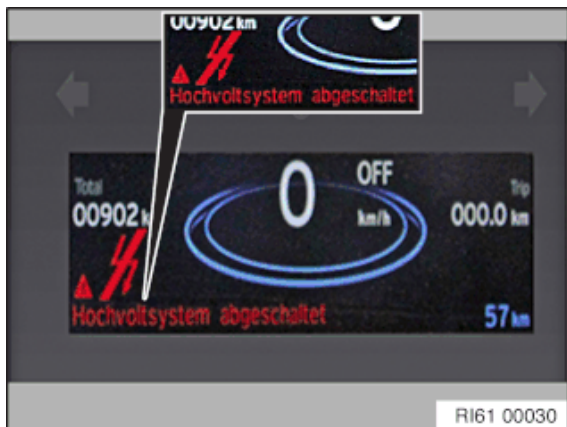 00902 km
Hochvoltsystem abgeschaltet
Total
00902 k
0
OFF
km/h
Trip
000.0 km
Hochvoltsystem abgeschaltet
57 km
RI61 00030